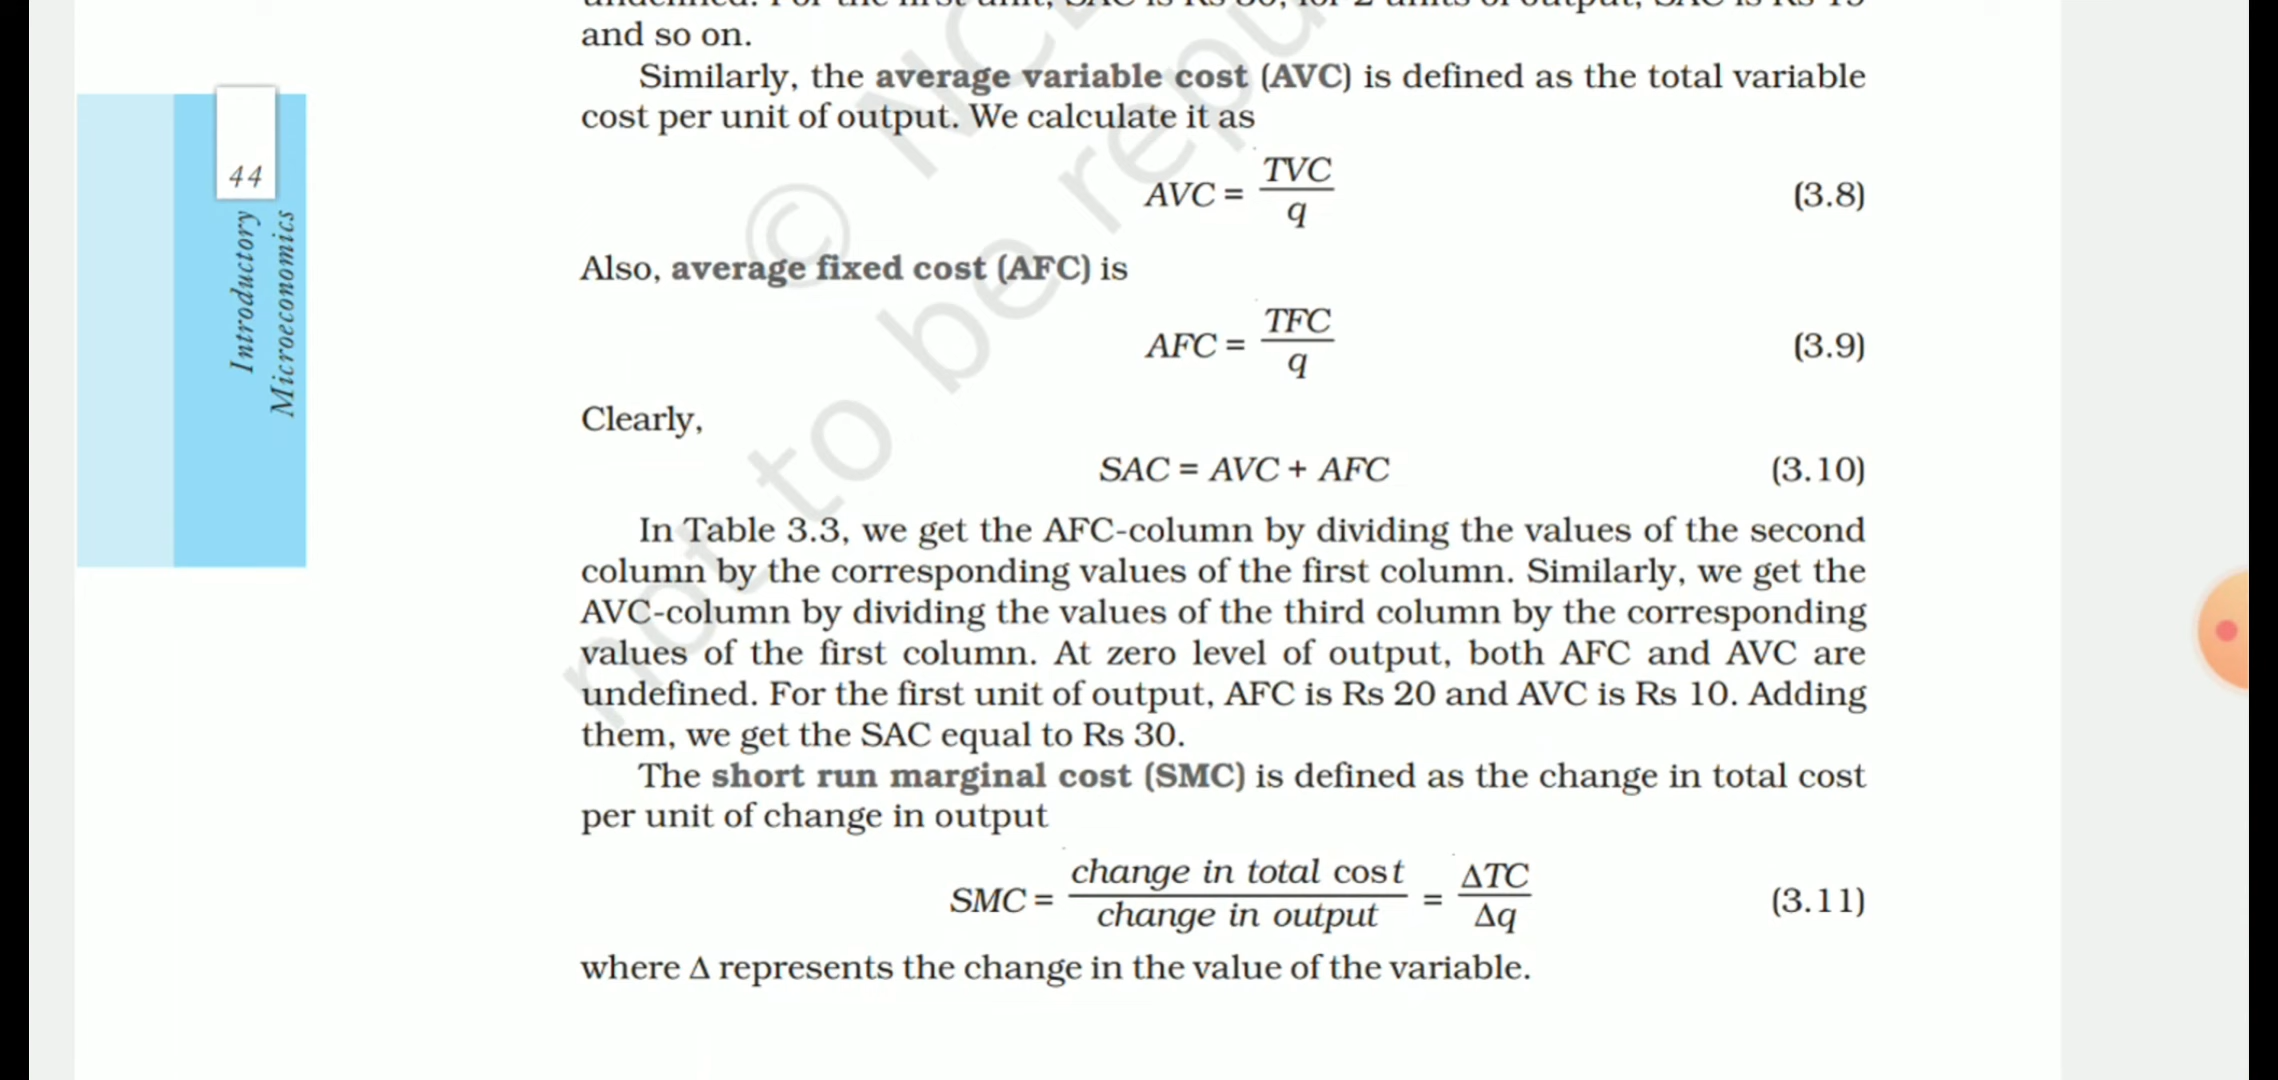 and so on.
Similarly, the average variable cost (AVC) is defined as the total variable
cost per unit of output. We calculate it as
AVC = TVC / q (3.8)
Also, average fixed cost (AFC) is
AFC = TFC / q (3.9)
Clearly,
SAC = AVC + AFC (3.10)
In Table 3.3, we get the AFC-column by dividing the values of the second
column by the corresponding values of the first column. Similarly, we get the
AVC-column by dividing the values of the third column by the corresponding
values of the first column. At zero level of output, both AFC and AVC are
undefined. For the first unit of output, AFC is Rs 20 and AVC is Rs 10. Adding
them, we get the SAC equal to Rs 30.
The short run marginal cost (SMC) is defined as the change in total cost
per unit of change in output
SMC = change in total cost / change in output = ΔTC / Δq (3.11)
where Δ represents the change in the value of the variable.
44
Introductory
Microeconomics
not to be repu